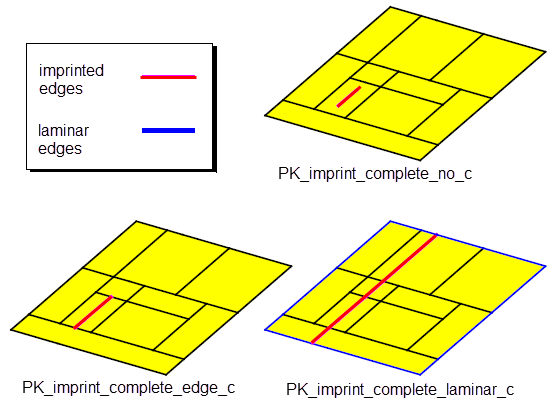 imprinted
edges
laminar
edges
PK_imprint_complete_no_c
PK_imprint_complete_edge_c
PK_imprint_complete_laminar_c